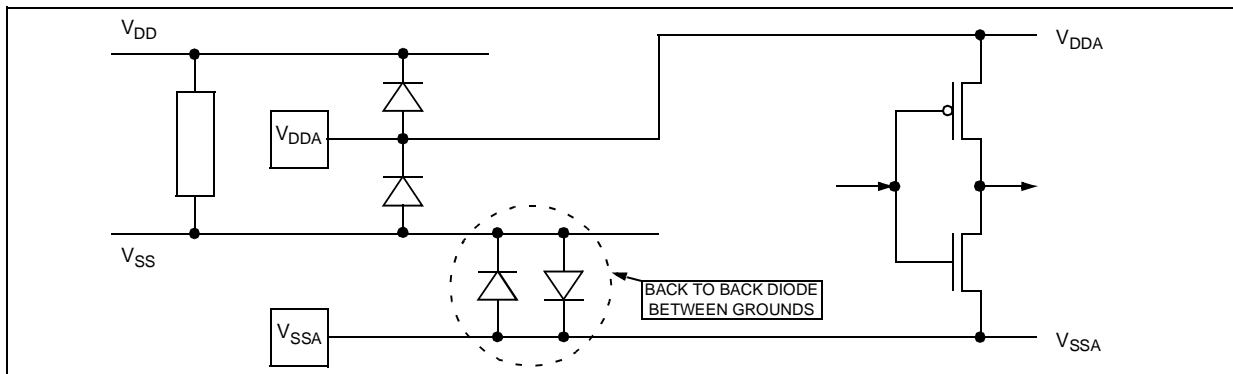 VDD
VDDA
VDDA
VSS
BACK TO BACK DIODE
BETWEEN GROUNDS
VSSA
VSSA